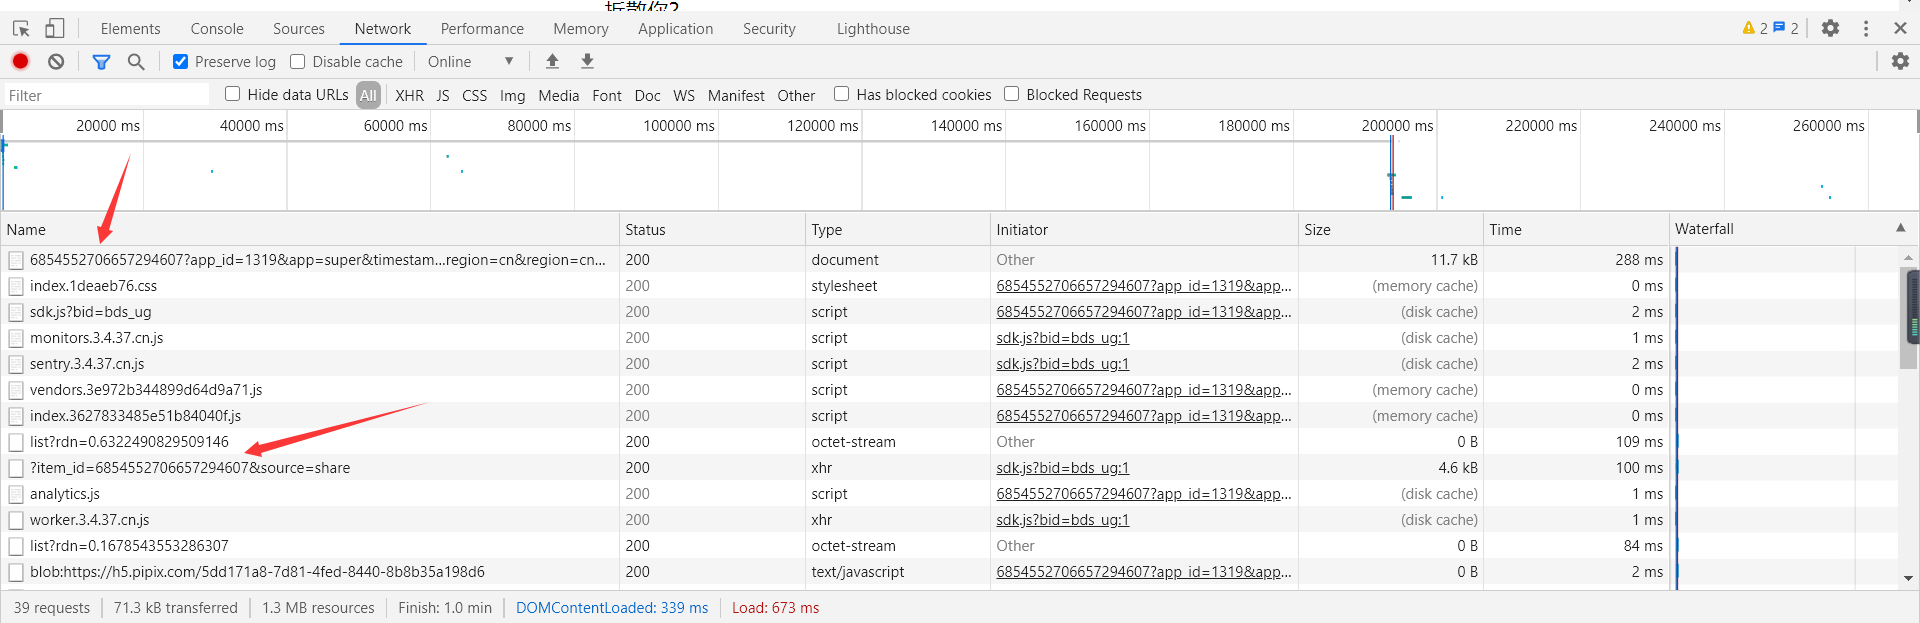 拆散你?
Elements Console Sources Network Performance Memory Application Security Lighthouse 2 2
Preserve log Disable cache Online
Filter Hide data URLs All XHR JS CSS Img Media Font Doc WS Manifest Other Has blocked cookies Blocked Requests
20000 ms 40000 ms 60000 ms 80000 ms 100000 ms 120000 ms 140000 ms 160000 ms 180000 ms 200000 ms 220000 ms 240000 ms 260000 ms
Name Status Type Initiator Size Time Waterfall
6854552706657294607?app_id=1319&app=super&timestam...region=cn&region=cn... 200 document Other 11.7 kB 288 ms
index.1deaeb76.css 200 stylesheet 6854552706657294607?app_id=1319&app... (memory cache) 0 ms
sdk.js?bid=bds_ug 200 script 6854552706657294607?app_id=1319&app... (disk cache) 2 ms
monitors.3.4.37.cn.js 200 script sdk.js?bid=bds_ug:1 (disk cache) 1 ms
sentry.3.4.37.cn.js 200 script sdk.js?bid=bds_ug:1 (disk cache) 2 ms
vendors.3e972b344899d64d9a71.js 200 script 6854552706657294607?app_id=1319&app... (memory cache) 0 ms
index.3627833485e51b84040f.js 200 script 6854552706657294607?app_id=1319&app... (memory cache) 0 ms
list?rdn=0.6322490829509146 200 octet-stream Other 0 B 109 ms
?item_id=6854552706657294607&source=share 200 xhr sdk.js?bid=bds_ug:1 4.6 kB 100 ms
analytics.js 200 script 6854552706657294607?app_id=1319&app... (disk cache) 1 ms
worker.3.4.37.cn.js 200 xhr sdk.js?bid=bds_ug:1 (disk cache) 1 ms
list?rdn=0.1678543553286307 200 octet-stream Other 0 B 84 ms
blob:https://h5.pipix.com/5dd171a8-7d81-4fed-8440-8b8b35a198d6 200 text/javascript 6854552706657294607?app_id=1319&app... 0 B 2 ms
39 requests 71.3 kB transferred 1.3 MB resources Finish: 1.0 min DOMContentLoaded: 339 ms Load: 673 ms